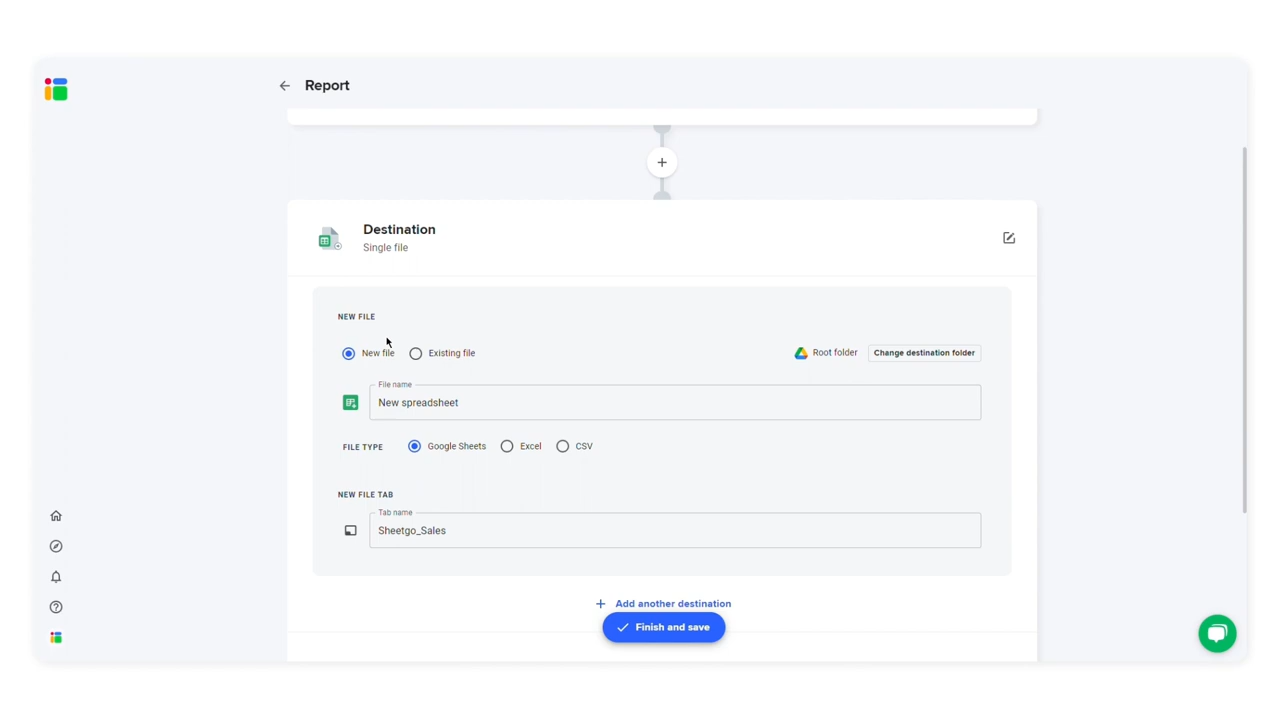 Report
Destination
Single file
NEW FILE
New file
Existing file
Root folder
Change destination folder
File name
New spreadsheet
FILE TYPE
Google Sheets
Excel
CSV
NEW FILE TAB
Tab name
Sheetgo_Sales
Add another destination
Finish and save